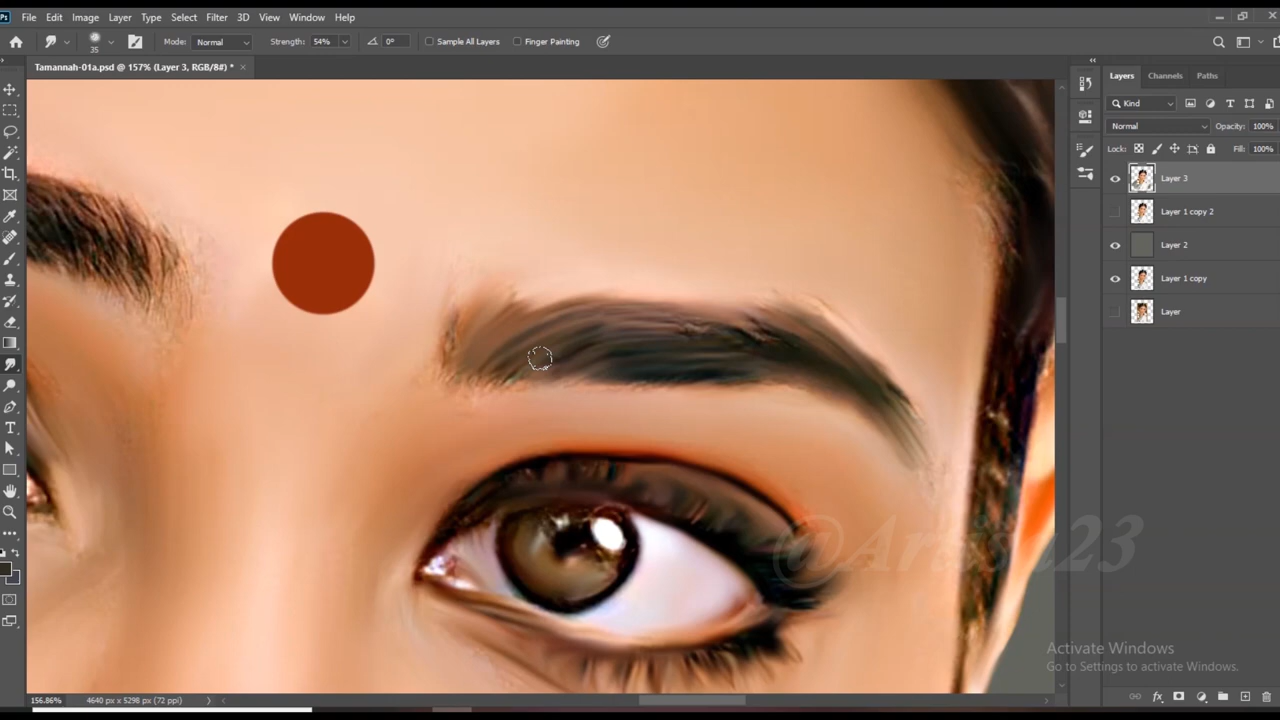 Ps File Edit Image Layer Type Select Filter 3D View Window Help
35 Mode: Normal Strength: 54% 0° Sample All Layers Finger Painting
Tamannah-01a.psd @ 157% (Layer 3, RGB/8#) * ×
Layers Channels Paths
Kind
Normal Opacity: 100%
Lock: Fill: 100%
Layer 3
Layer 1 copy 2
Layer 2
Layer 1 copy
Layer
Activate Windows
Go to Settings to activate Windows.
156.86% 4640 px x 5298 px (72 ppi)